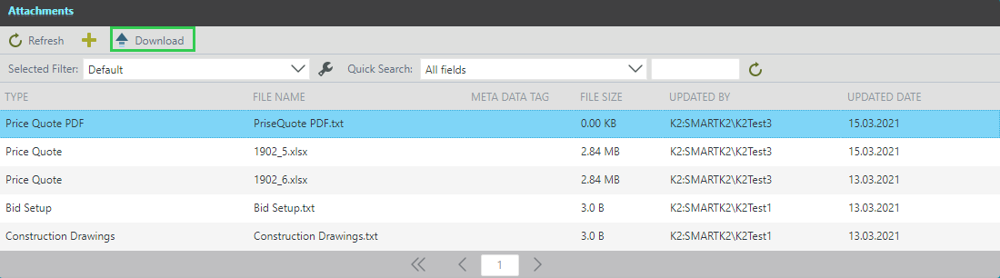 Attachments
Refresh Download
Selected Filter: Default Quick Search: All fields
TYPE FILE NAME META DATA TAG FILE SIZE UPDATED BY UPDATED DATE
Price Quote PDF PriseQuote PDF.txt 0.00 KB K2:SMARTK2\K2Test3 15.03.2021
Price Quote 1902_5.xlsx 2.84 MB K2:SMARTK2\K2Test3 15.03.2021
Price Quote 1902_6.xlsx 2.84 MB K2:SMARTK2\K2Test3 13.03.2021
Bid Setup Bid Setup.txt 3.0 B K2:SMARTK2\K2Test1 13.03.2021
Construction Drawings Construction Drawings.txt 3.0 B K2:SMARTK2\K2Test1 13.03.2021
1